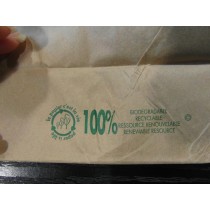 100%
BIODEGRADABLE
RECYCLABLE
RESSOURCE RENOUVELABLE
RENEWABLE RESOURCE